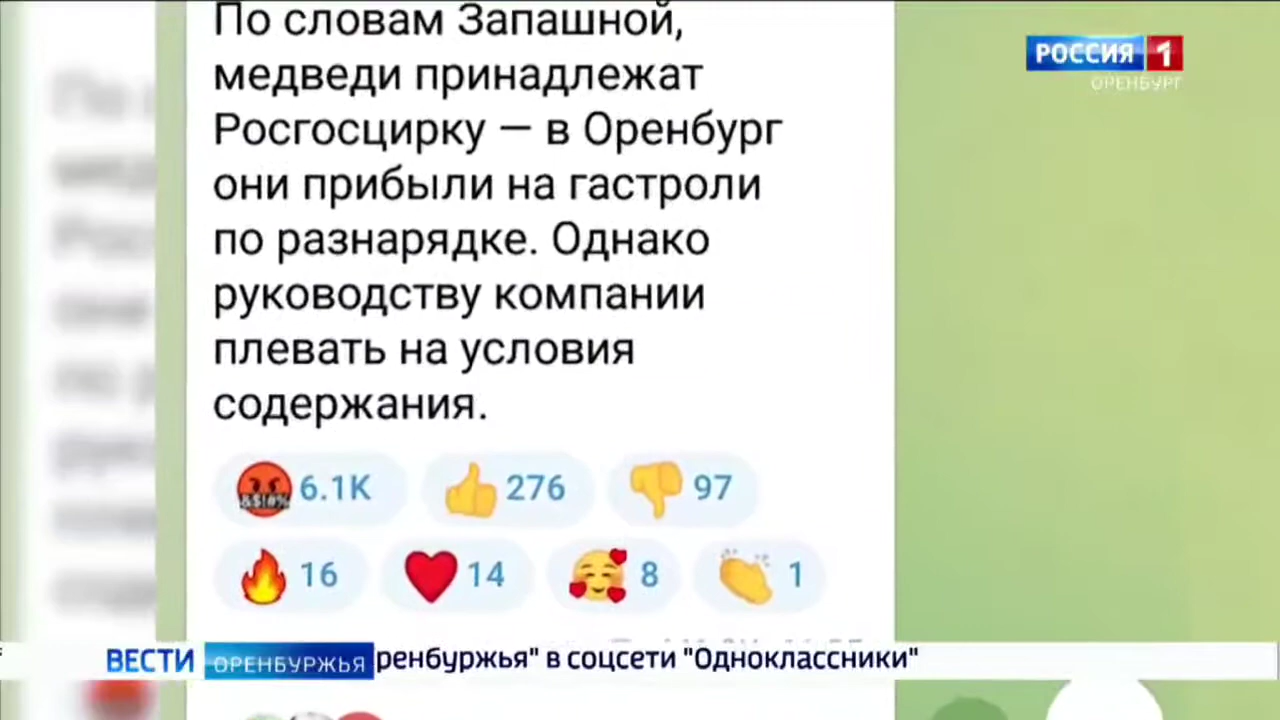 По словам Запашной,
медведи принадлежат
Росгосцирку — в Оренбург
они прибыли на гастроли
по разнарядке. Однако
руководству компании
плевать на условия
содержания.
6.1K 276 97
16 14 8 1
РОССИЯ 1
ОРЕНБУРГ
ВЕСТИ ОРЕНБУРЖЬЯ ренбуржья" в соцсети "Одноклассники"